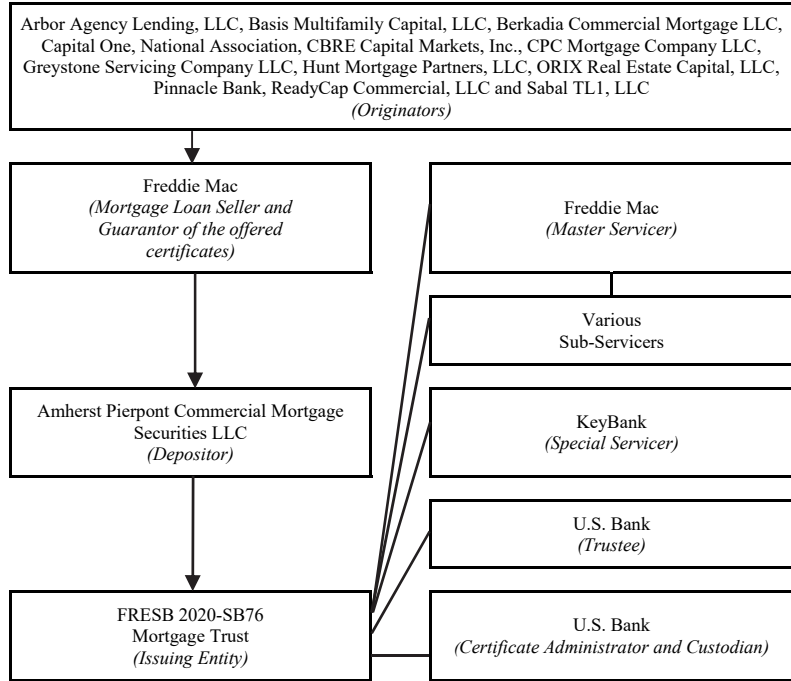 Arbor Agency Lending, LLC, Basis Multifamily Capital, LLC, Berkadia Commercial Mortgage LLC,
Capital One, National Association, CBRE Capital Markets, Inc., CPC Mortgage Company LLC,
Greystone Servicing Company LLC, Hunt Mortgage Partners, LLC, ORIX Real Estate Capital, LLC,
Pinnacle Bank, ReadyCap Commercial, LLC and Sabal TL1, LLC
(Originators)
Freddie Mac
(Mortgage Loan Seller and
Guarantor of the offered
certificates)
Freddie Mac
(Master Servicer)
Various
Sub-Servicers
Amherst Pierpont Commercial Mortgage
Securities LLC
(Depositor)
KeyBank
(Special Servicer)
U.S. Bank
(Trustee)
FRESB 2020-SB76
Mortgage Trust
(Issuing Entity)
U.S. Bank
(Certificate Administrator and Custodian)